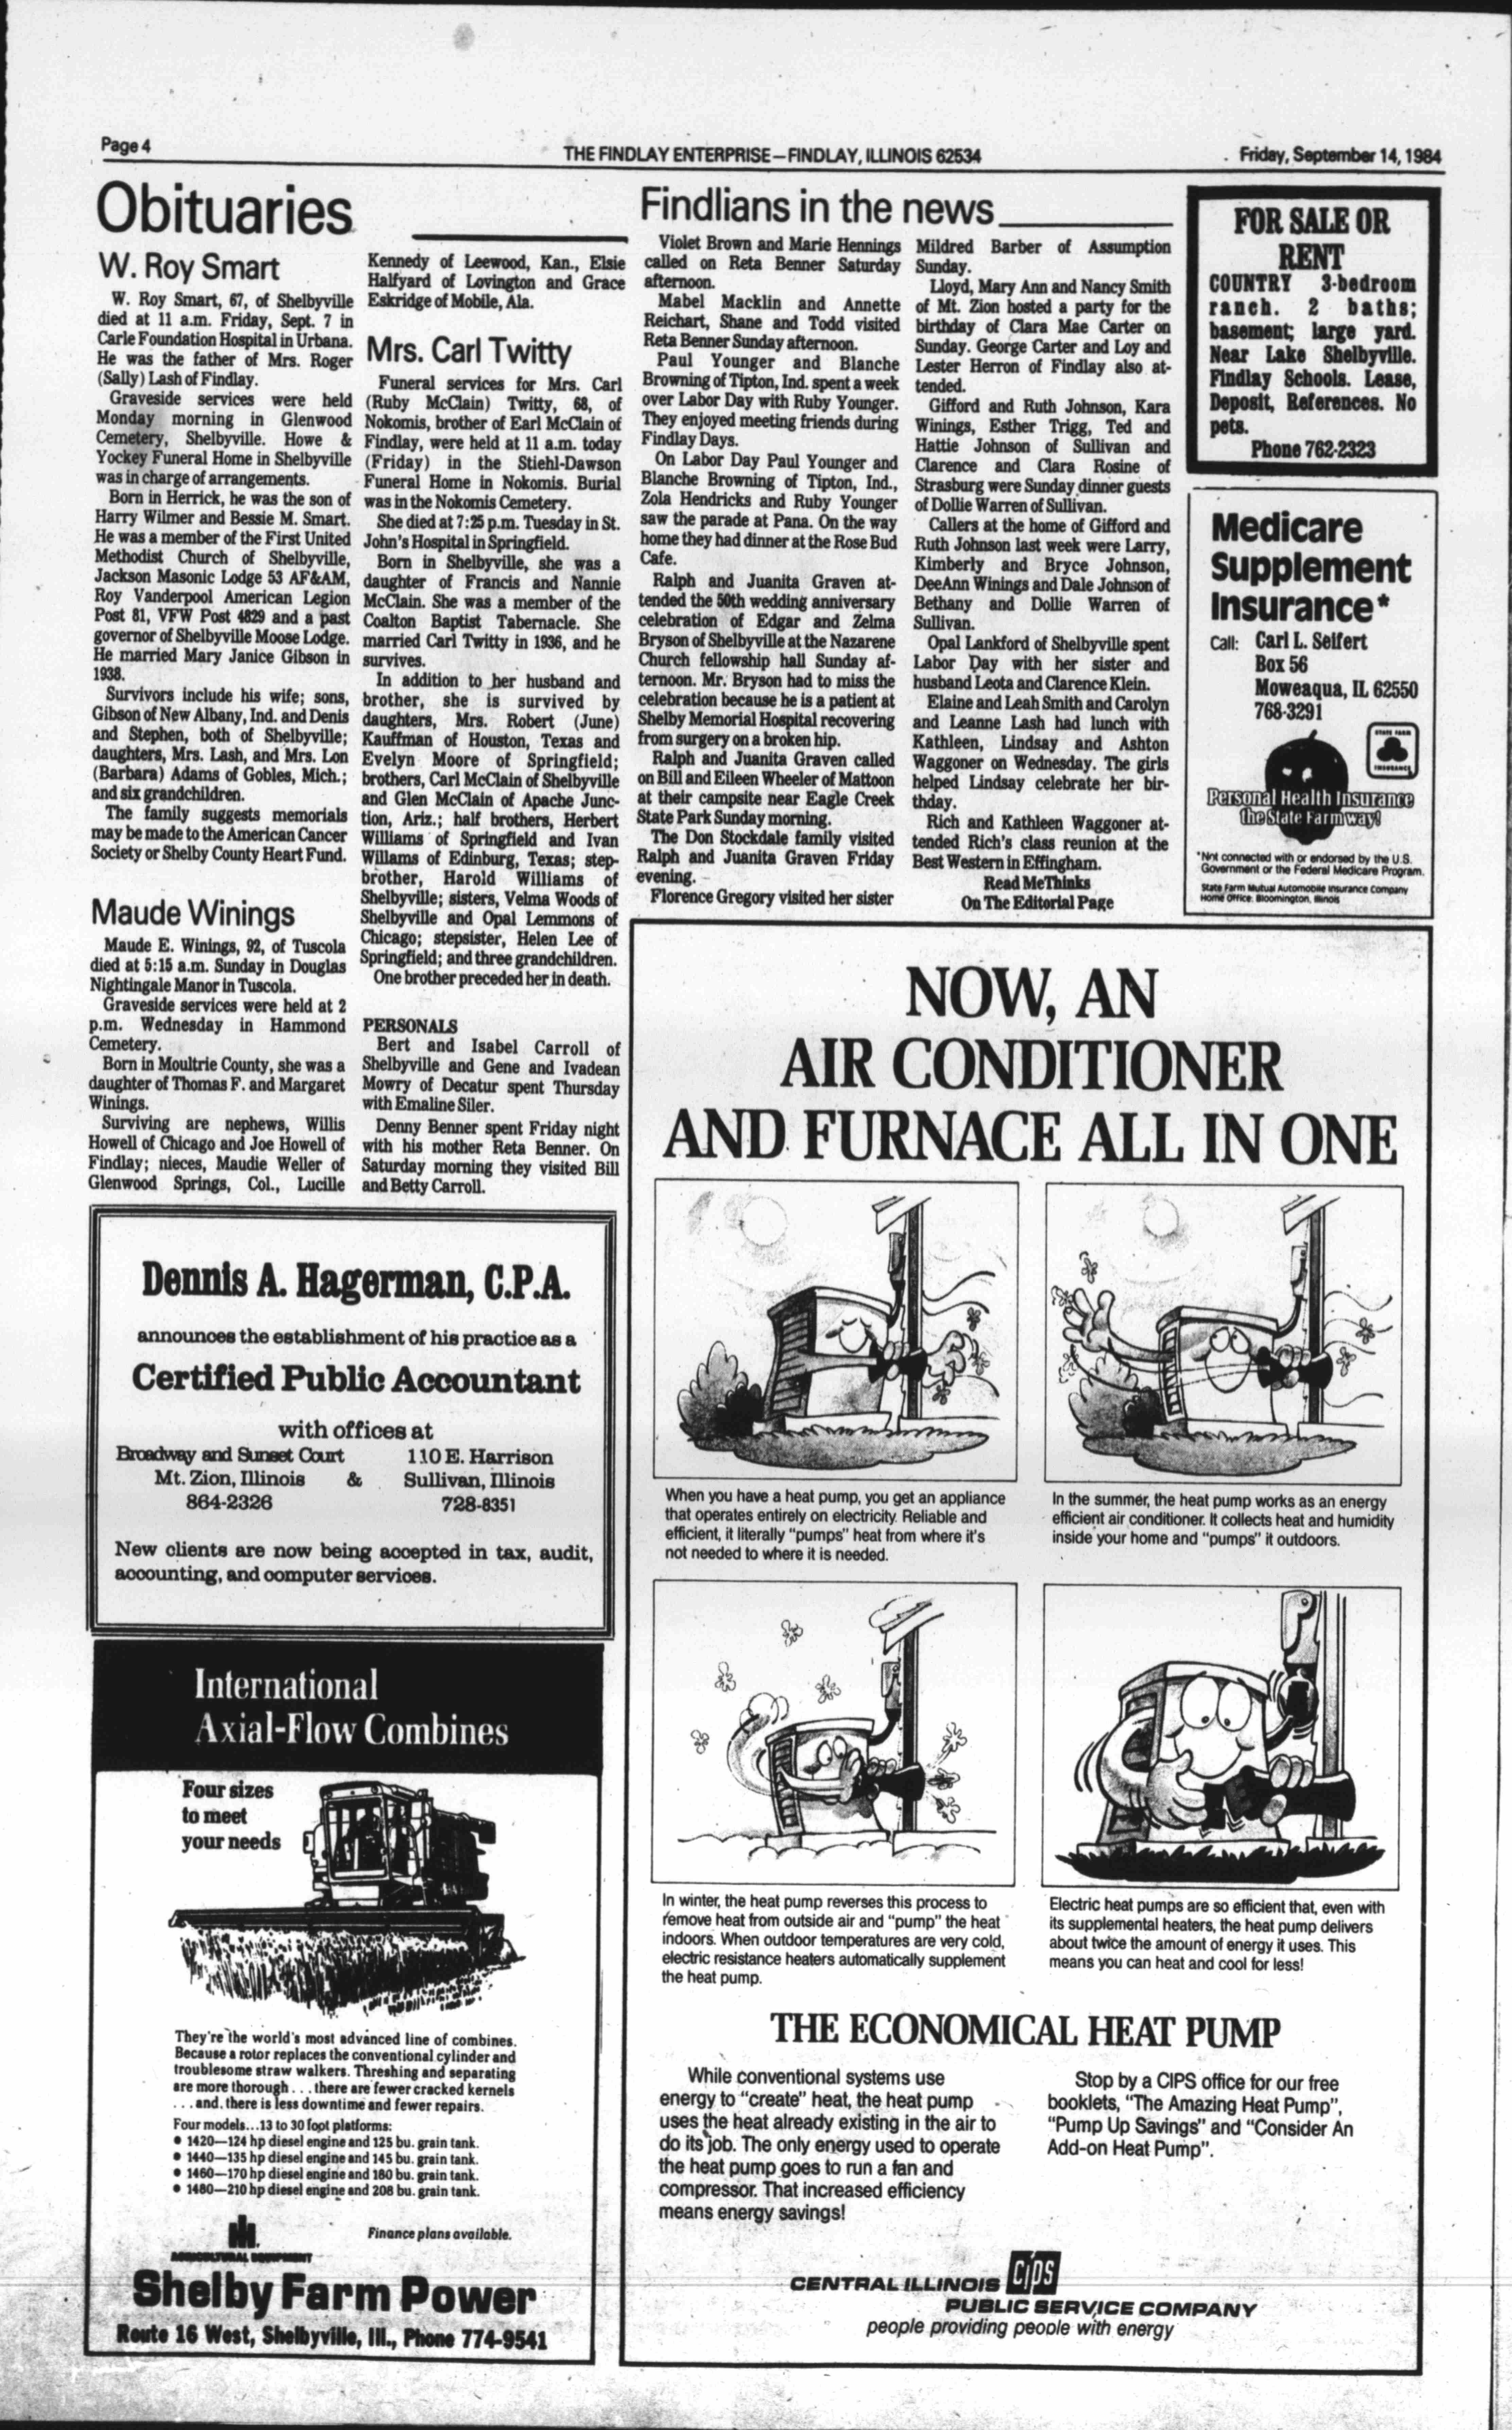 Page 4
THE FINDLAY ENTERPRISE—FINDLAY, ILLINOIS 62534
Friday, September 14, 1984
Obituaries
W. Roy Smart
W. Roy Smart, 67, of Shelbyville
died at 11 a.m. Friday, Sept. 7 in
Carle Foundation Hospital in Urbana.
He was the father of Mrs. Roger
(Sally) Lash of Findlay.
Graveside services were held
Monday morning in Glenwood
Cemetery, Shelbyville. Howe &
Yockey Funeral Home in Shelbyville
was in charge of arrangements.
Born in Herrick, he was the son of
Harry Wilmer and Bessie M. Smart.
He was a member of the First United
Methodist Church of Shelbyville,
Jackson Masonic Lodge 53 AF&AM,
Roy Vanderpool American Legion
Post 81, VFW Post 4829 and a past
governor of Shelbyville Moose Lodge.
He married Mary Janice Gibson in
1938.
Survivors include his wife; sons,
Gibson of New Albany, Ind. and Denis
and Stephen, both of Shelbyville;
daughters, Mrs. Lash, and Mrs. Lon
(Barbara) Adams of Gobles, Mich.;
and six grandchildren.
The family suggests memorials
may be made to the American Cancer
Society or Shelby County Heart Fund.
Maude Winings
Maude E. Winings, 92, of Tuscola
died at 5:15 a.m. Sunday in Douglas
Nightingale Manor in Tuscola.
Graveside services were held at 2
p.m. Wednesday in Hammond
Cemetery.
Born in Moultrie County, she was a
daughter of Thomas F. and Margaret
Winings.
Surviving are nephews, Willis
Howell of Chicago and Joe Howell of
Findlay; nieces, Maudie Weller of
Glenwood Springs, Col., Lucille
Kennedy of Leewood, Kan., Elsie
Halfyard of Lovington and Grace
Eskridge of Mobile, Ala.
Mrs. Carl Twitty
Funeral services for Mrs. Carl
(Ruby McClain) Twitty, 68, of
Nokomis, brother of Earl McClain of
Findlay, were held at 11 a.m. today
(Friday) in the Stiehl-Dawson
Funeral Home in Nokomis. Burial
was in the Nokomis Cemetery.
She died at 7:25 p.m. Tuesday in St.
John's Hospital in Springfield.
Born in Shelbyville, she was a
daughter of Francis and Nannie
McClain. She was a member of the
Coalton Baptist Tabernacle. She
married Carl Twitty in 1936, and he
survives.
In addition to her husband and
brother, she is survived by
daughters, Mrs. Robert (June)
Kauffman of Houston, Texas and
Evelyn Moore of Springfield;
brothers, Carl McClain of Shelbyville
and Glen McClain of Apache Junc-
tion, Ariz.; half brothers, Herbert
Williams of Springfield and Ivan
Willams of Edinburg, Texas; step-
brother, Harold Williams of
Shelbyville; sisters, Velma Woods of
Shelbyville and Opal Lemmons of
Chicago; stepsister, Helen Lee of
Springfield; and three grandchildren.
One brother preceded her in death.
PERSONALS
Bert and Isabel Carroll of
Shelbyville and Gene and Ivadean
Mowry of Decatur spent Thursday
with Emaline Siler.
Denny Benner spent Friday night
with his mother Reta Benner. On
Saturday morning they visited Bill
and Betty Carroll.
Findlians in the news
Violet Brown and Marie Hennings
called on Reta Benner Saturday
afternoon.
Mabel Macklin and Annette
Reichart, Shane and Todd visited
Reta Benner Sunday afternoon.
Paul Younger and Blanche
Browning of Tipton, Ind. spent a week
over Labor Day with Ruby Younger.
They enjoyed meeting friends during
Findlay Days.
On Labor Day Paul Younger and
Blanche Browning of Tipton, Ind.,
Zola Hendricks and Ruby Younger
saw the parade at Pana. On the way
home they had dinner at the Rose Bud
Cafe.
Ralph and Juanita Graven at-
tended the 50th wedding anniversary
celebration of Edgar and Zelma
Bryson of Shelbyville at the Nazarene
Church fellowship hall Sunday af-
ternoon. Mr. Bryson had to miss the
celebration because he is a patient at
Shelby Memorial Hospital recovering
from surgery on a broken hip.
Ralph and Juanita Graven called
on Bill and Eileen Wheeler of Mattoon
at their campsite near Eagle Creek
State Park Sunday morning.
The Don Stockdale family visited
Ralph and Juanita Graven Friday
evening.
Florence Gregory visited her sister
Mildred Barber of Assumption
Sunday.
Lloyd, Mary Ann and Nancy Smith
of Mt. Zion hosted a party for the
birthday of Clara Mae Carter on
Sunday. George Carter and Loy and
Lester Herron of Findlay also at-
tended.
Gifford and Ruth Johnson, Kara
Winings, Esther Trigg, Ted and
Hattie Johnson of Sullivan and
Clarence and Clara Rosine of
Strasburg were Sunday dinner guests
of Dollie Warren of Sullivan.
Callers at the home of Gifford and
Ruth Johnson last week were Larry,
Kimberly and Bryce Johnson,
DeeAnn Winings and Dale Johnson of
Bethany and Dollie Warren of
Sullivan.
Opal Lankford of Shelbyville spent
Labor Day with her sister and
husband Leota and Clarence Klein.
Elaine and Leah Smith and Carolyn
and Leanne Lash had lunch with
Kathleen, Lindsay and Ashton
Waggoner on Wednesday. The girls
helped Lindsay celebrate her bir-
thday.
Rich and Kathleen Waggoner at-
tended Rich's class reunion at the
Best Western in Effingham.
Read MeThinks
On The Editorial Page
FOR SALE OR
RENT
COUNTRY 3-bedroom
ranch. 2 baths;
basement; large yard.
Near Lake Shelbyville.
Findlay Schools. Lease,
Deposit, References. No
pets.
Phone 762-2323
Medicare
Supplement
Insurance*
Call: Carl L. Seifert
Box 56
Moweaqua, IL 62550
768-3291
STATE FARM
INSURANCE
Personal Health Insurance
the State Farm way!
*Not connected with or endorsed by the U.S.
Government or the Federal Medicare Program.
State Farm Mutual Automobile Insurance Company
Home Office: Bloomington, Illinois
NOW, AN
AIR CONDITIONER
AND FURNACE ALL IN ONE
When you have a heat pump, you get an appliance
that operates entirely on electricity. Reliable and
efficient, it literally "pumps" heat from where it's
not needed to where it is needed.
In the summer, the heat pump works as an energy
efficient air conditioner. It collects heat and humidity
inside your home and "pumps" it outdoors.
In winter, the heat pump reverses this process to
remove heat from outside air and "pump" the heat
indoors. When outdoor temperatures are very cold,
electric resistance heaters automatically supplement
the heat pump.
Electric heat pumps are so efficient that, even with
its supplemental heaters, the heat pump delivers
about twice the amount of energy it uses. This
means you can heat and cool for less!
THE ECONOMICAL HEAT PUMP
While conventional systems use
energy to "create" heat, the heat pump
uses the heat already existing in the air to
do its job. The only energy used to operate
the heat pump goes to run a fan and
compressor. That increased efficiency
means energy savings!
Stop by a CIPS office for our free
booklets, "The Amazing Heat Pump",
"Pump Up Savings" and "Consider An
Add-on Heat Pump".
CENTRAL ILLINOIS CIPS
PUBLIC SERVICE COMPANY
people providing people with energy
Dennis A. Hagerman, C.P.A.
announces the establishment of his practice as a
Certified Public Accountant
with offices at
Broadway and Sunset Court 110 E. Harrison
Mt. Zion, Illinois & Sullivan, Illinois
864-2326 728-8351
New clients are now being accepted in tax, audit,
accounting, and computer services.
International
Axial-Flow Combines
Four sizes
to meet
your needs
They're the world's most advanced line of combines.
Because a rotor replaces the conventional cylinder and
troublesome straw walkers. Threshing and separating
are more thorough . . . there are fewer cracked kernels
. . . and there is less downtime and fewer repairs.
Four models...13 to 30 foot platforms:
• 1420—124 hp diesel engine and 125 bu. grain tank.
• 1440—135 hp diesel engine and 145 bu. grain tank.
• 1460—170 hp diesel engine and 180 bu. grain tank.
• 1480—210 hp diesel engine and 208 bu. grain tank.
Finance plans available.
AGRICULTURAL EQUIPMENT
Shelby Farm Power
Route 16 West, Shelbyville, Ill., Phone 774-9541